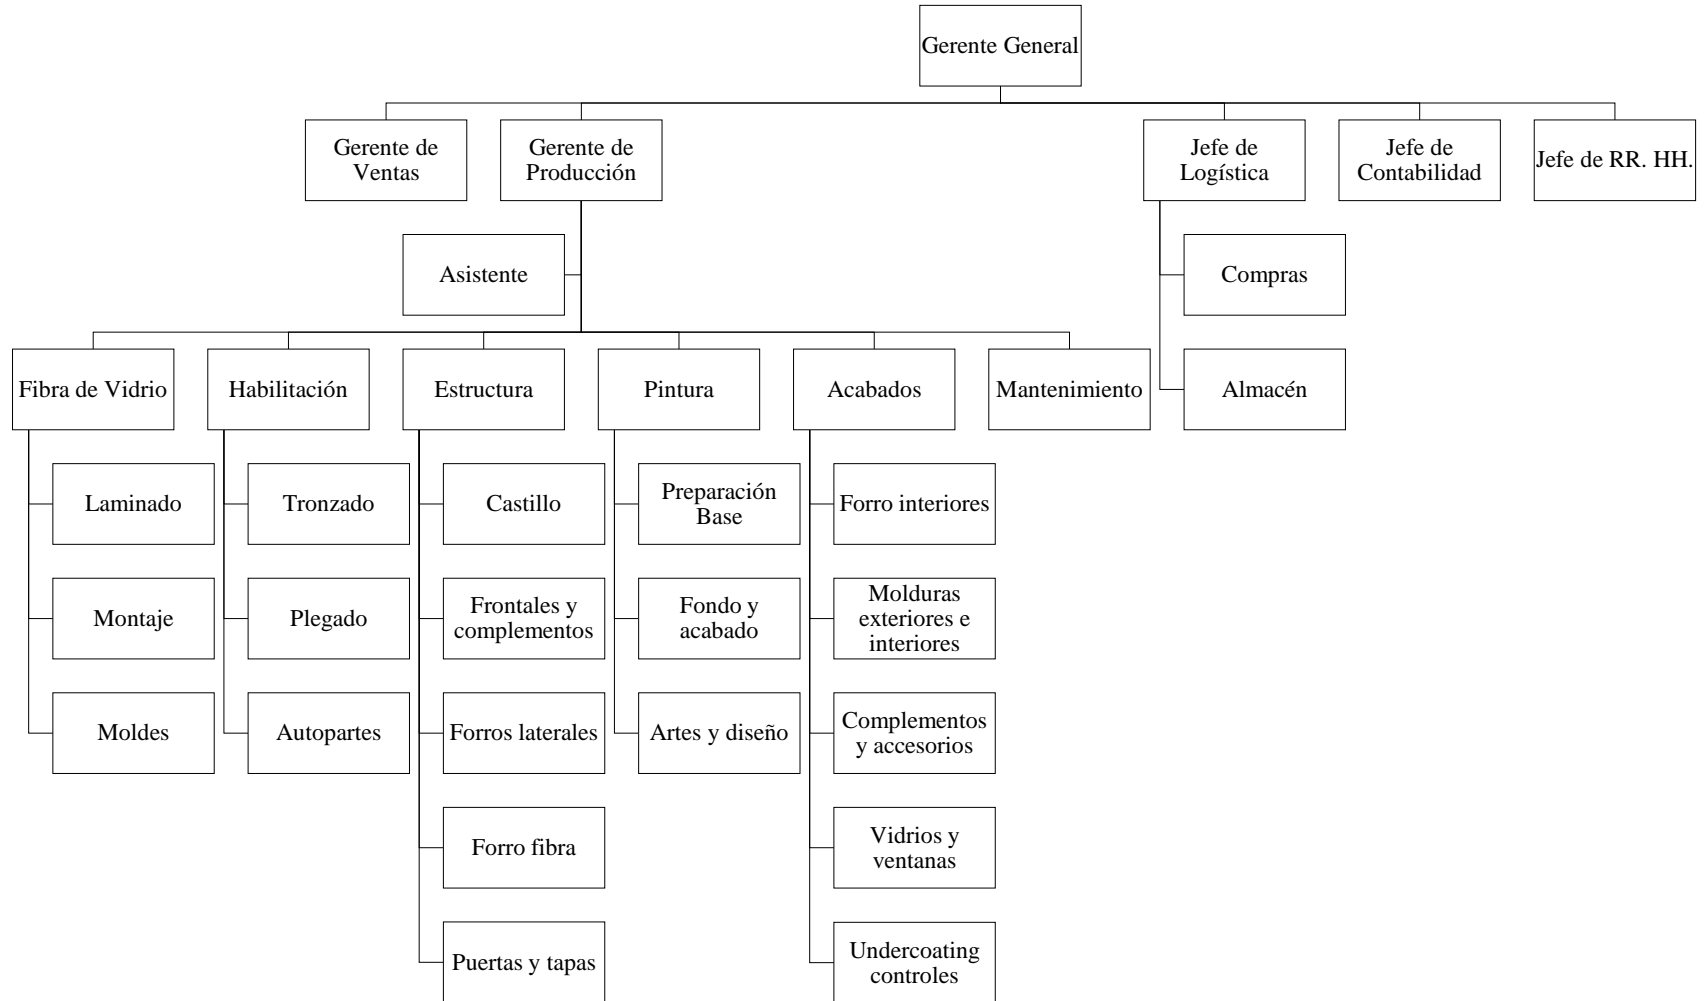 Gerente General
Gerente de
Ventas
Gerente de
Producción
Jefe de
Logística
Jefe de
Contabilidad
Jefe de RR. HH.
Asistente
Compras
Fibra de Vidrio
Habilitación
Estructura
Pintura
Acabados
Mantenimiento
Almacén
Laminado
Tronzado
Castillo
Preparación
Base
Forro interiores
Montaje
Plegado
Frontales y
complementos
Fondo y
acabado
Molduras
exteriores e
interiores
Moldes
Autopartes
Forros laterales
Artes y diseño
Complementos
y accesorios
Forro fibra
Vidrios y
ventanas
Puertas y tapas
Undercoating
controles